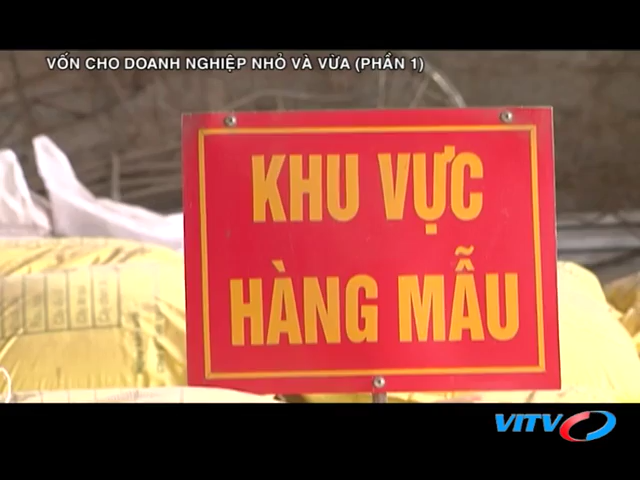 VỐN CHO DOANH NGHIỆP NHỎ VÀ VỪA (PHẦN 1)
KHU VỰC
HÀNG MẪU
VITV